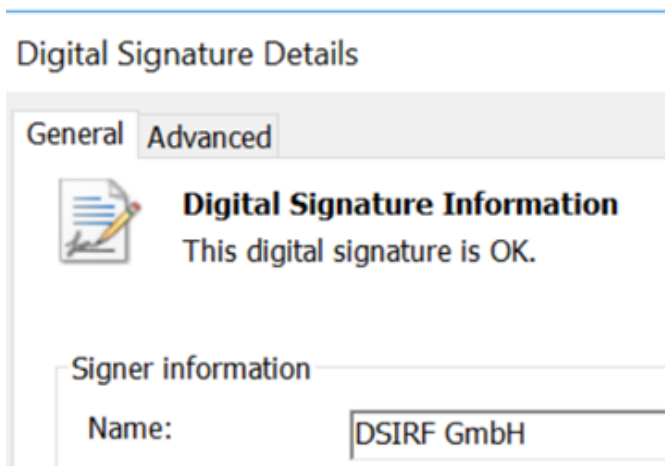 Digital Signature Details
General Advanced
Digital Signature Information
This digital signature is OK.
Signer information
Name: DSIRF GmbH